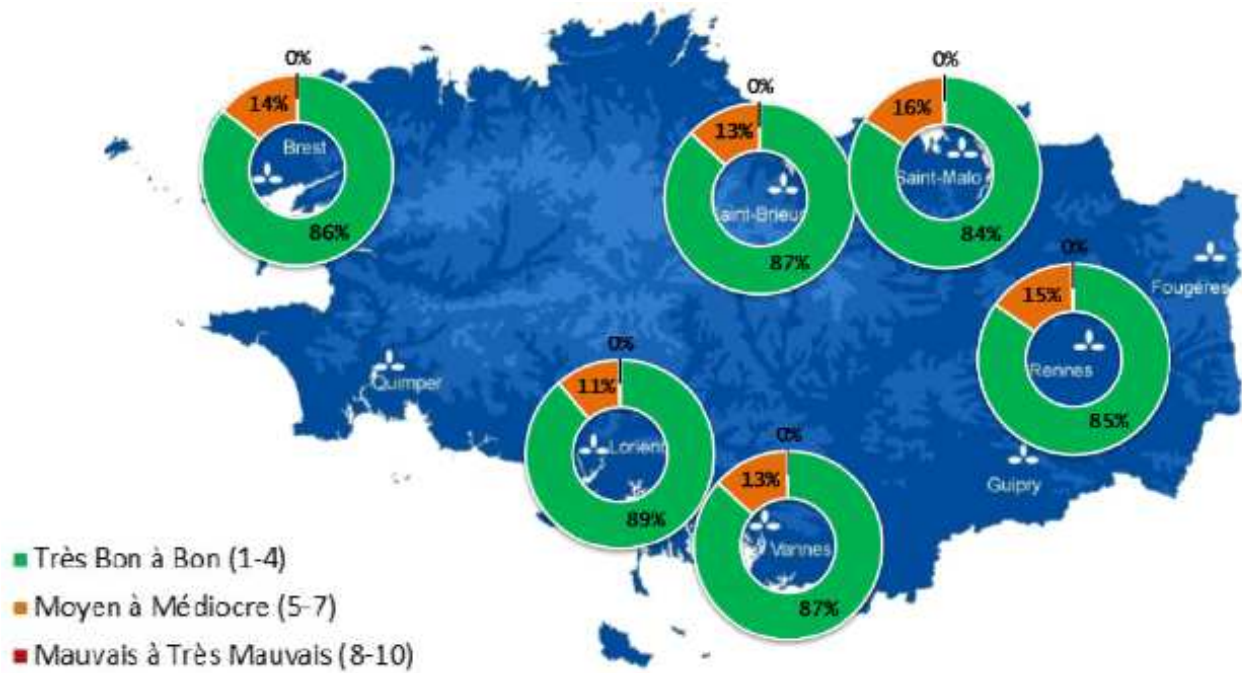 0%
14%
Brest
86%
0%
13%
aint-Brieuc
87%
0%
16%
Saint-Malo
84%
Fougères
0%
15%
Rennes
85%
Quimper
0%
11%
Lorient
89%
0%
13%
Vannes
87%
Guipry
Très Bon à Bon (1-4)
Moyen à Médiocre (5-7)
Mauvais à Très Mauvais (8-10)